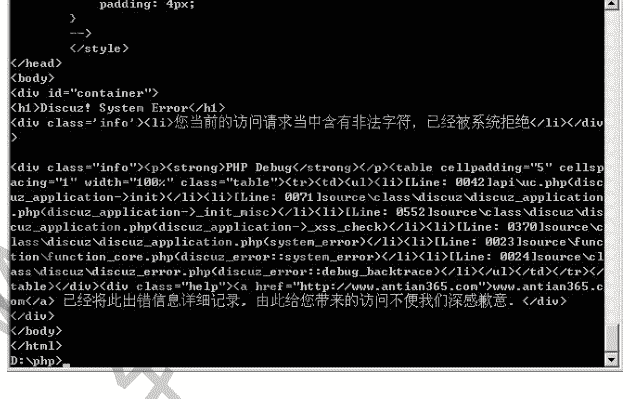 padding: 4px;
}
-->
</style>
</head>
<body>
<div id="container">
<h1>Discuz! System Error</h1>
<div class='info'><li>您当前的访问请求当中含有非法字符，已经被系统拒绝</li></div
>
<div class="info"><p><strong>PHP Debug</strong></p><table cellpadding="5" cellsp
acing="1" width="100%" class="table"><tr><td><ul><li>[Line: 0042]api\uc.php(disc
uz_application->init)</li><li>[Line: 0071]source\class\discuz\discuz_application
.php(discuz_application->_init_misc)</li><li>[Line: 0552]source\class\discuz\dis
cuz_application.php(discuz_application->_xss_check)</li><li>[Line: 0370]source\c
lass\discuz\discuz_application.php(system_error)</li><li>[Line: 0023]source\func
tion\function_core.php(discuz_error::system_error)</li><li>[Line: 0024]source\cl
ass\discuz\discuz_error.php(discuz_error::debug_backtrace)</li></ul></td></tr></
table></div><div class="help"><a href="http://www.antian365.com">www.antian365.c
om</a> 已经将此出错信息详细记录, 由此给您带来的访问不便我们深感歉意. </div>
</div>
</body>
</html>
D:\php>_